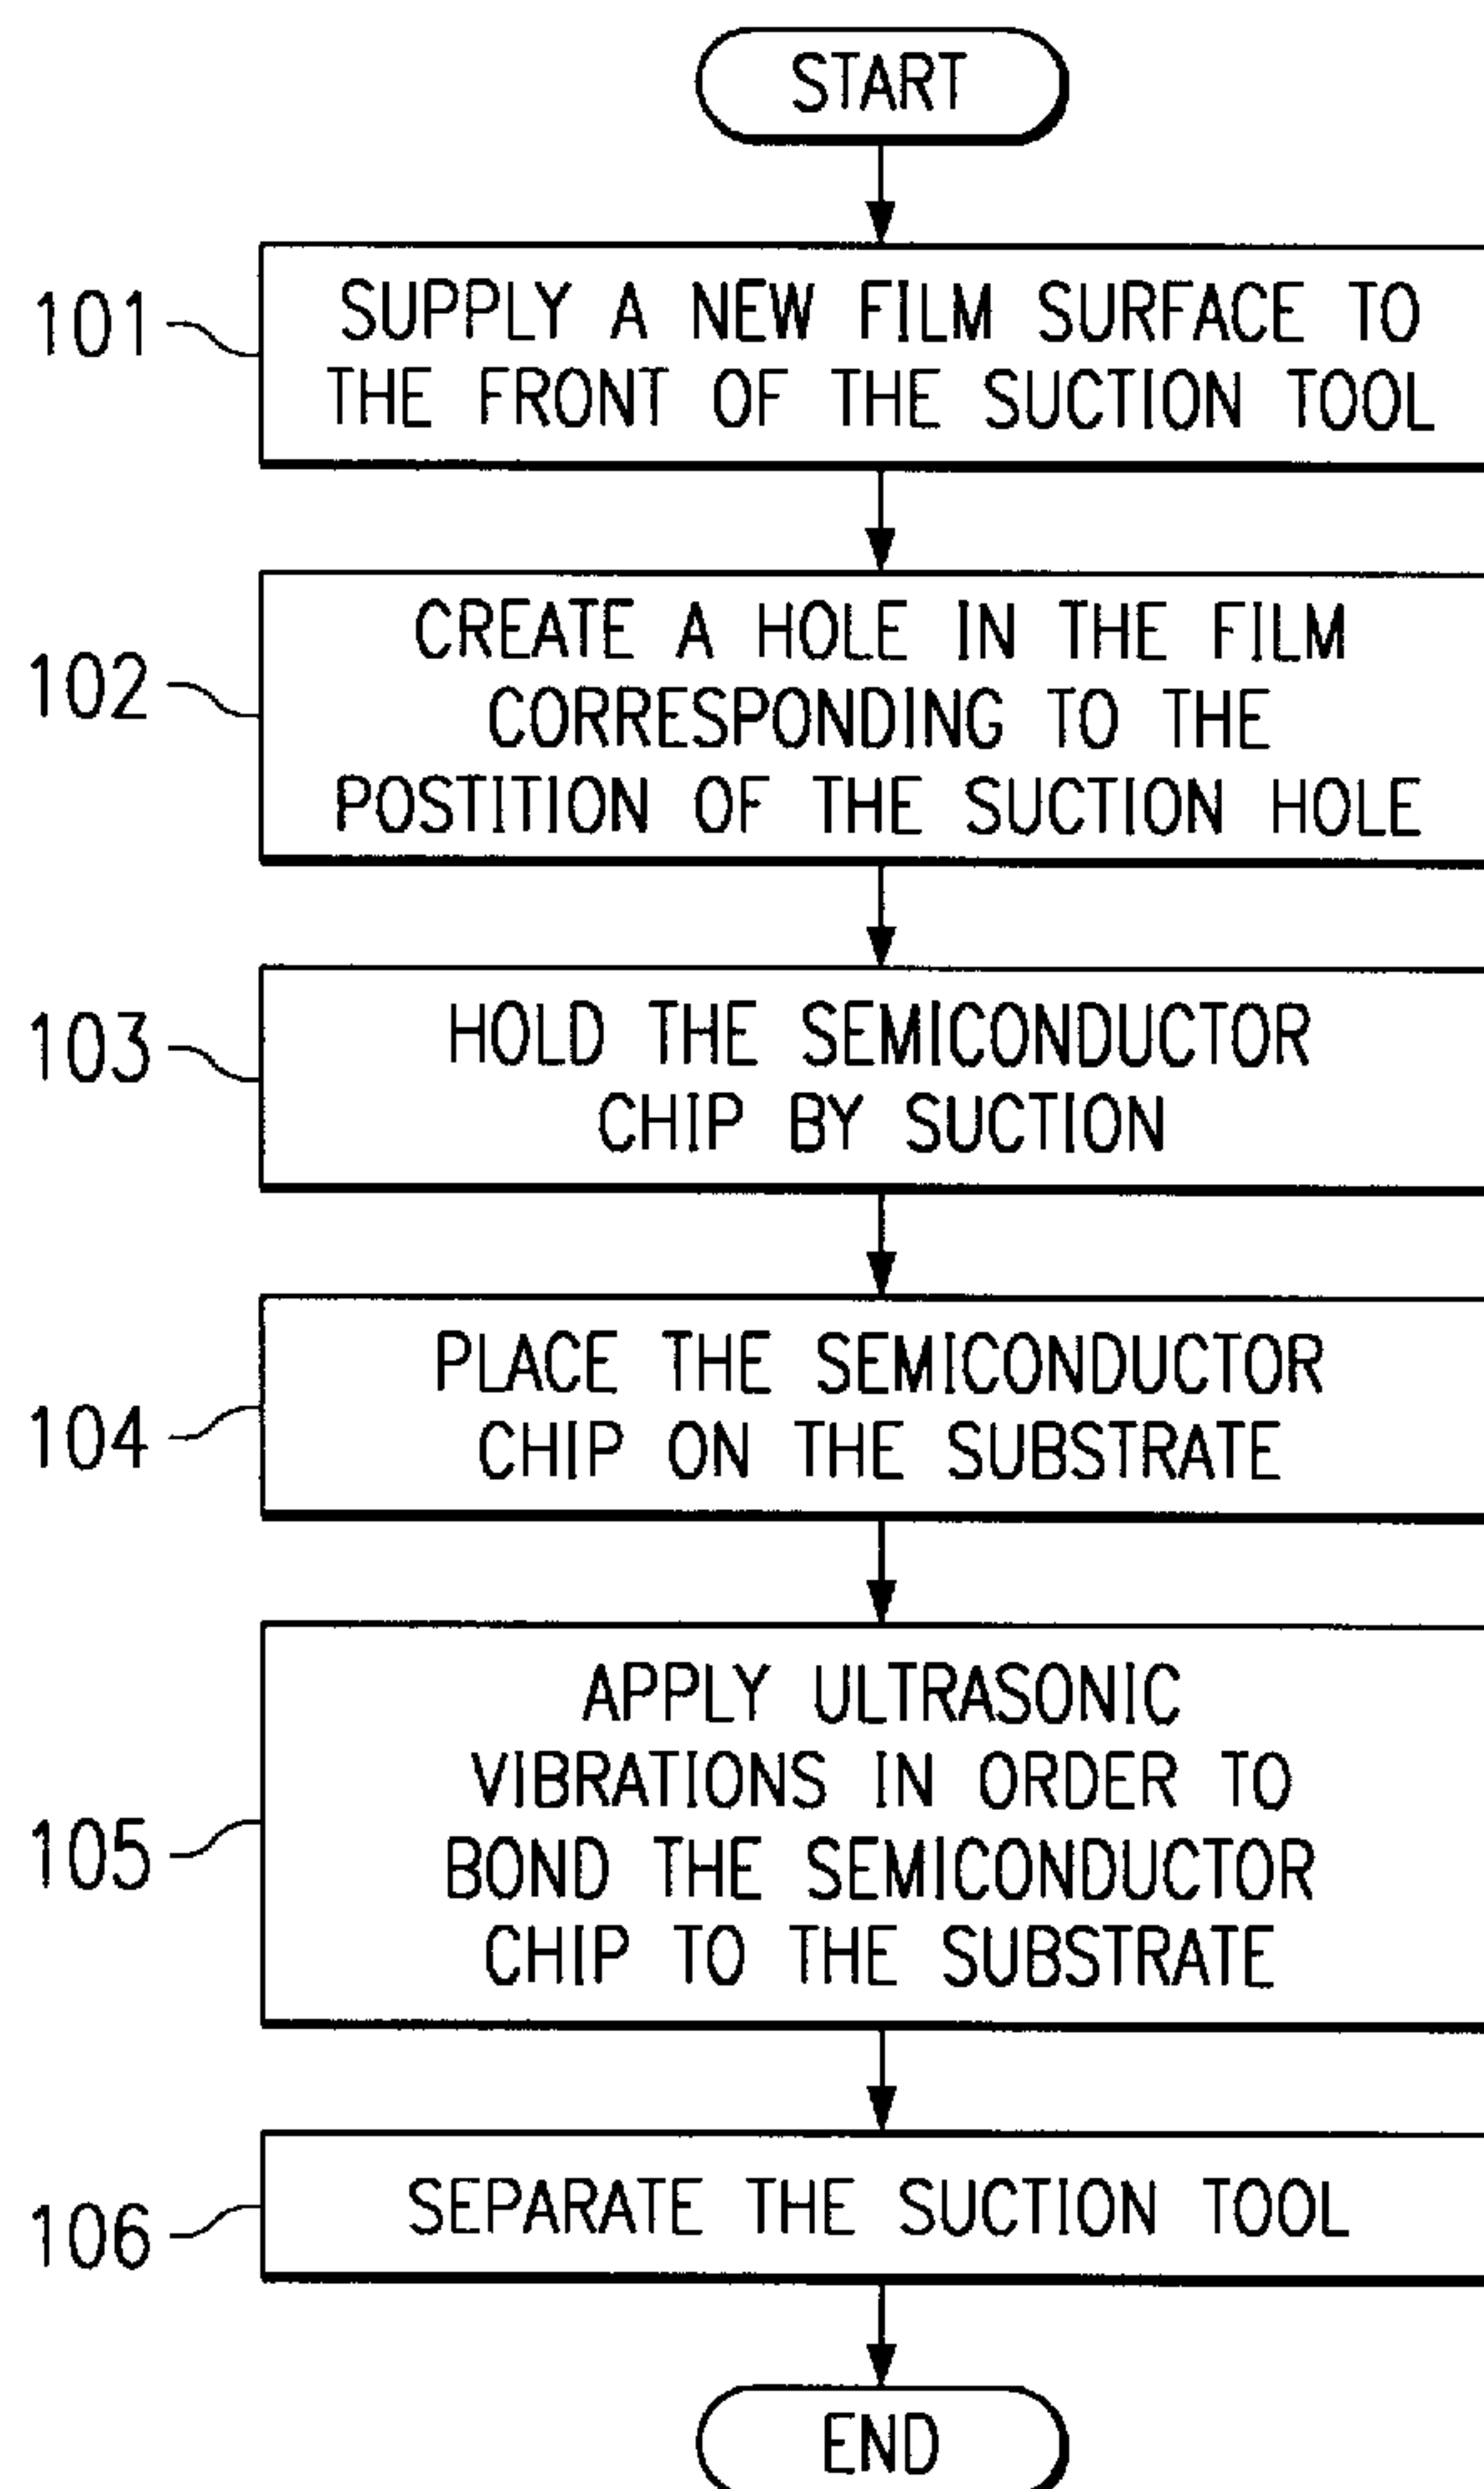 START
101
SUPPLY A NEW FILM SURFACE TO
THE FRONT OF THE SUCTION TOOL
102
CREATE A HOLE IN THE FILM
CORRESPONDING TO THE
POSTITION OF THE SUCTION HOLE
103
HOLD THE SEMICONDUCTOR
CHIP BY SUCTION
104
PLACE THE SEMICONDUCTOR
CHIP ON THE SUBSTRATE
105
APPLY ULTRASONIC
VIBRATIONS IN ORDER TO
BOND THE SEMICONDUCTOR
CHIP TO THE SUBSTRATE
106
SEPARATE THE SUCTION TOOL
END